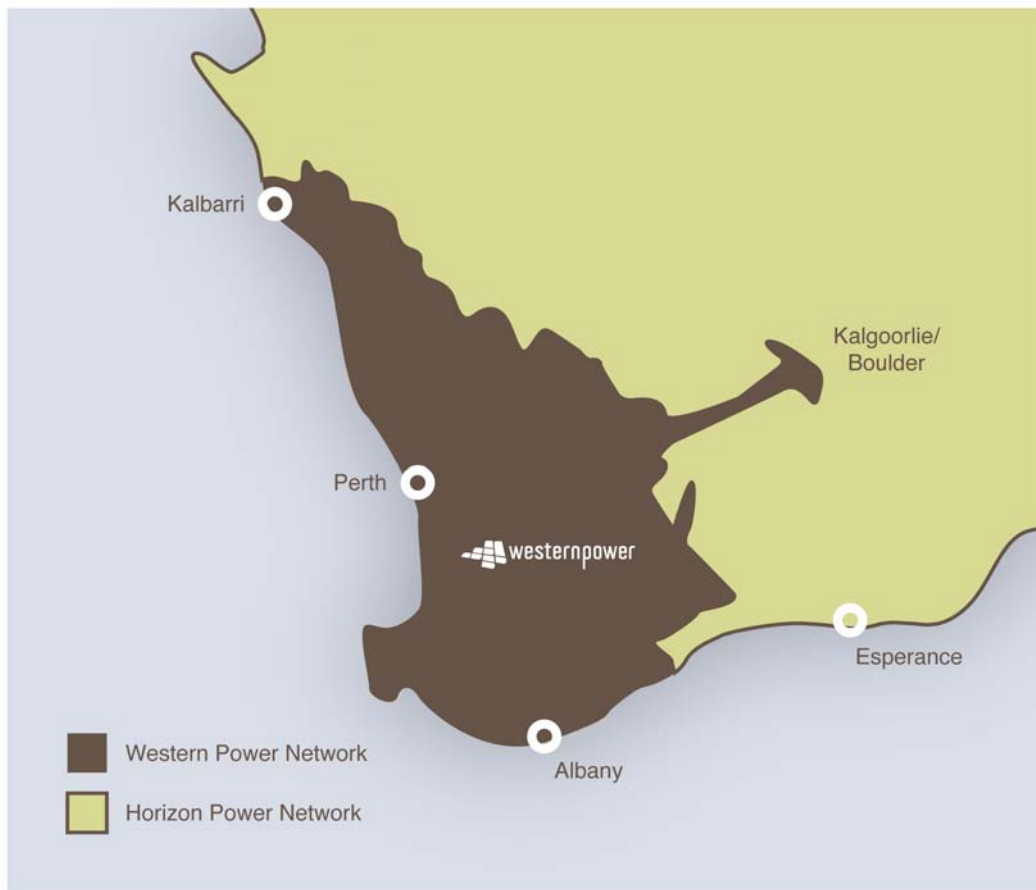 Kalbarri
Kalgoorlie/
Boulder
Perth
westernpower
Esperance
Albany
Western Power Network
Horizon Power Network